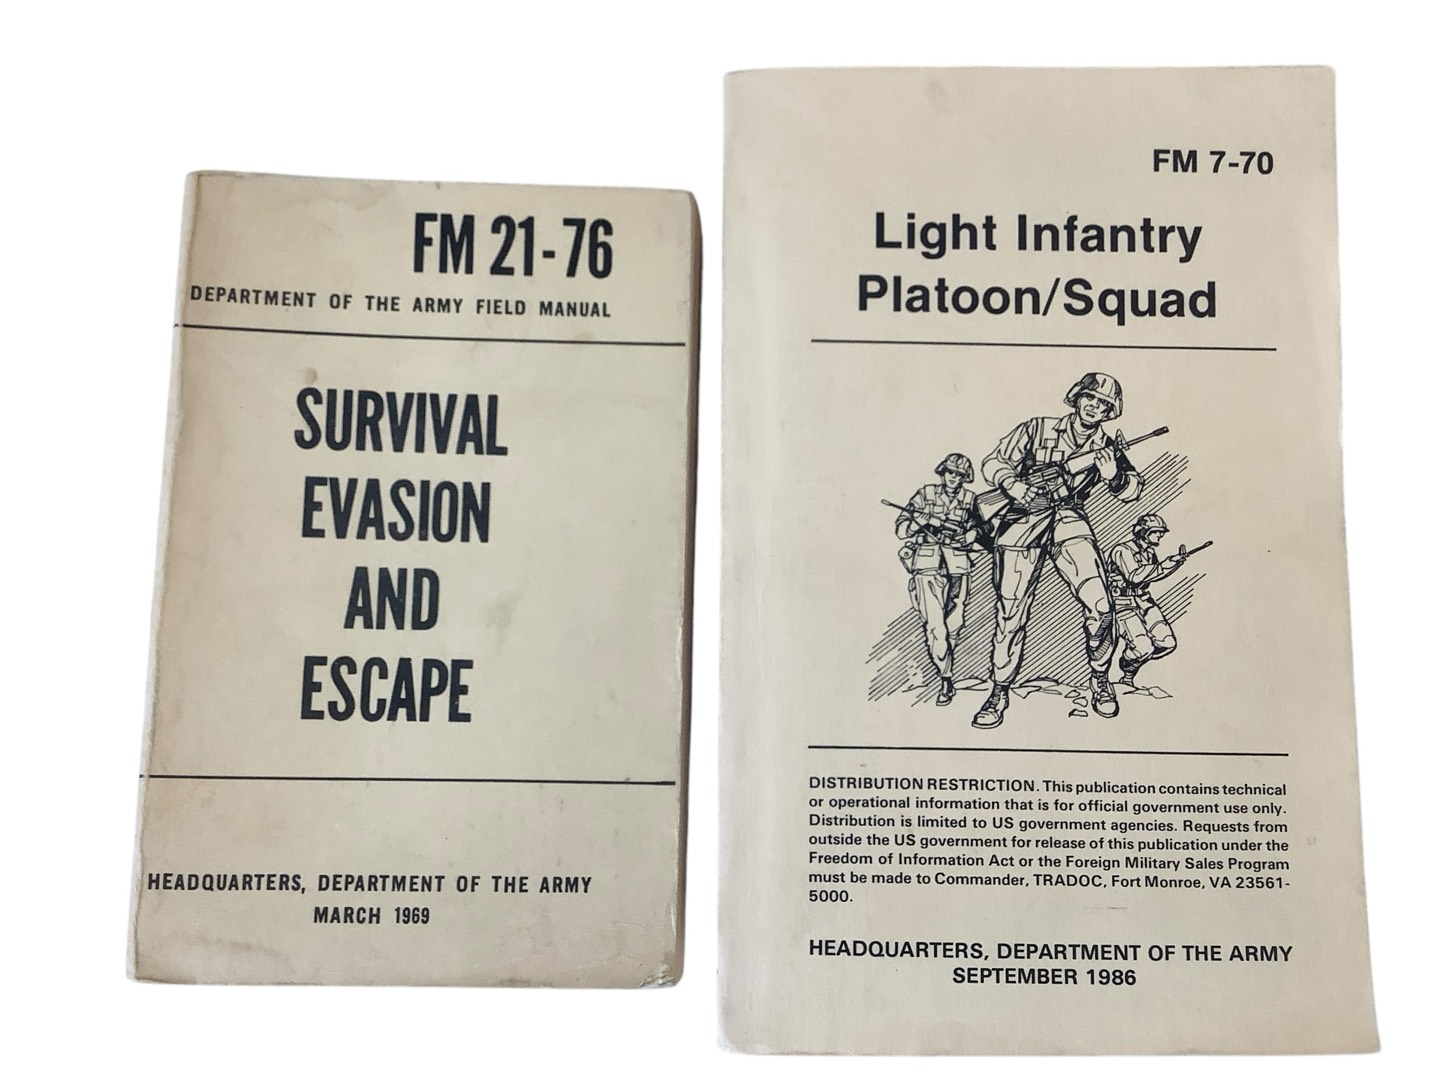 FM 21-76
DEPARTMENT OF THE ARMY FIELD MANUAL
SURVIVAL
EVASION
AND
ESCAPE
HEADQUARTERS, DEPARTMENT OF THE ARMY
MARCH 1969
FM 7-70
Light Infantry
Platoon/Squad
DISTRIBUTION RESTRICTION. This publication contains technical
or operational information that is for official government use only.
Distribution is limited to US government agencies. Requests from
outside the US government for release of this publication under the
Freedom of Information Act or the Foreign Military Sales Program
must be made to Commander, TRADOC, Fort Monroe, VA 23561-
5000.
HEADQUARTERS, DEPARTMENT OF THE ARMY
SEPTEMBER 1986